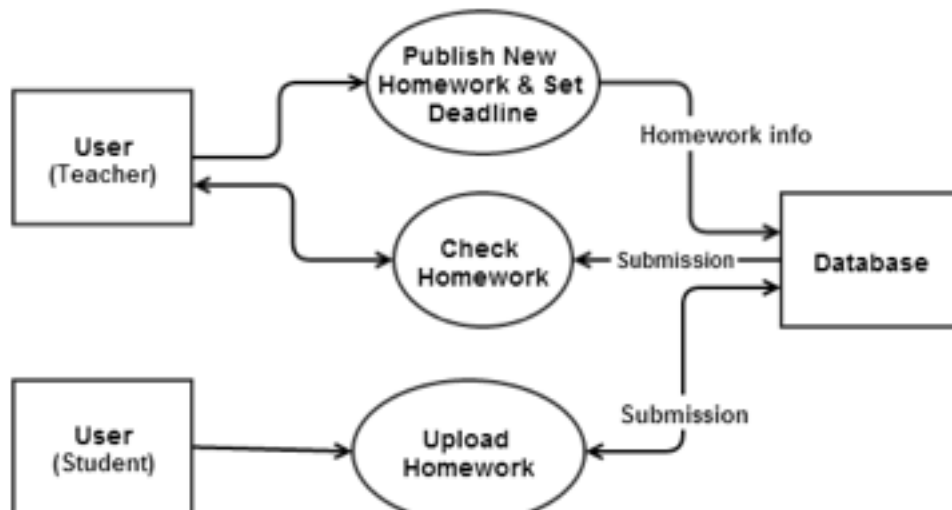 Publish New
Homework & Set
Deadline
User
(Teacher)
Homework info
Check
Homework
Submission
Database
User
(Student)
Upload
Homework
Submission